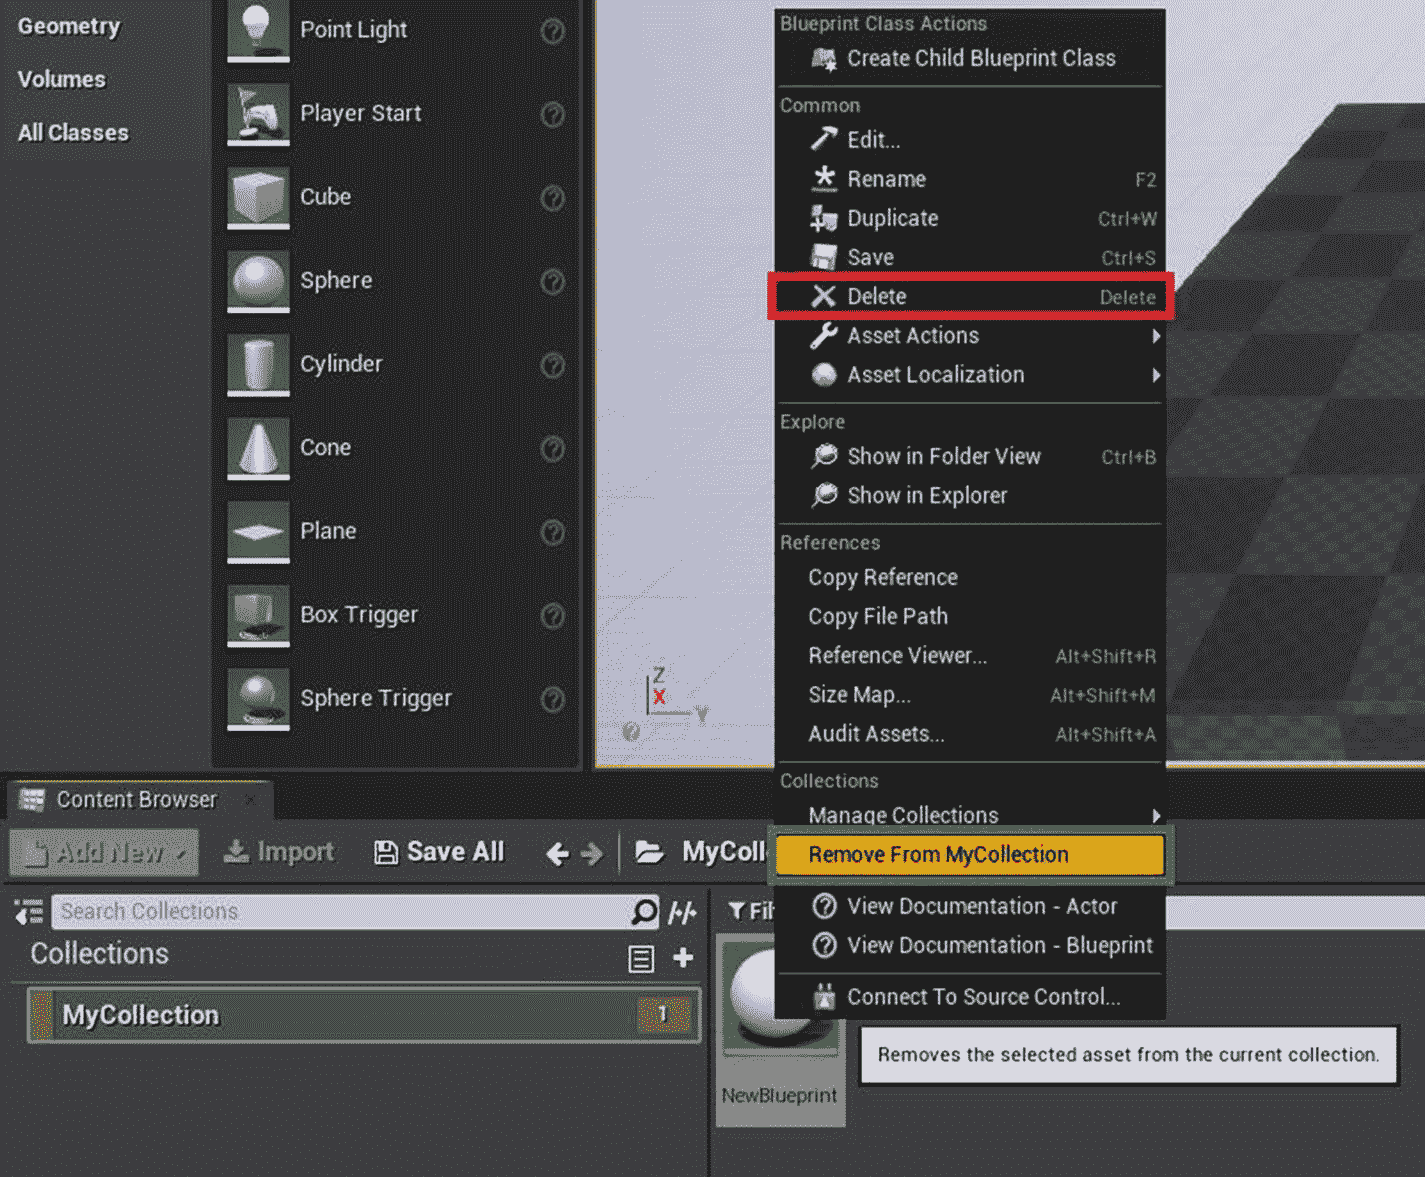 Geometry
Volumes
All Classes
Point Light
Player Start
Cube
Sphere
Cylinder
Cone
Plane
Box Trigger
Sphere Trigger
Z
X
Y
Blueprint Class Actions
Create Child Blueprint Class
Common
Edit...
Rename F2
Duplicate Ctrl+W
Save Ctrl+S
Delete Delete
Asset Actions
Asset Localization
Explore
Show in Folder View Ctrl+B
Show in Explorer
References
Copy Reference
Copy File Path
Reference Viewer... Alt+Shift+R
Size Map... Alt+Shift+M
Audit Assets... Alt+Shift+A
Collections
Manage Collections
Remove From MyCollection
View Documentation - Actor
View Documentation - Blueprint
Connect To Source Control...
Content Browser
Add New Import Save All MyColl
Search Collections
Fil
Collections
MyCollection 1
Removes the selected asset from the current collection.
NewBlueprint